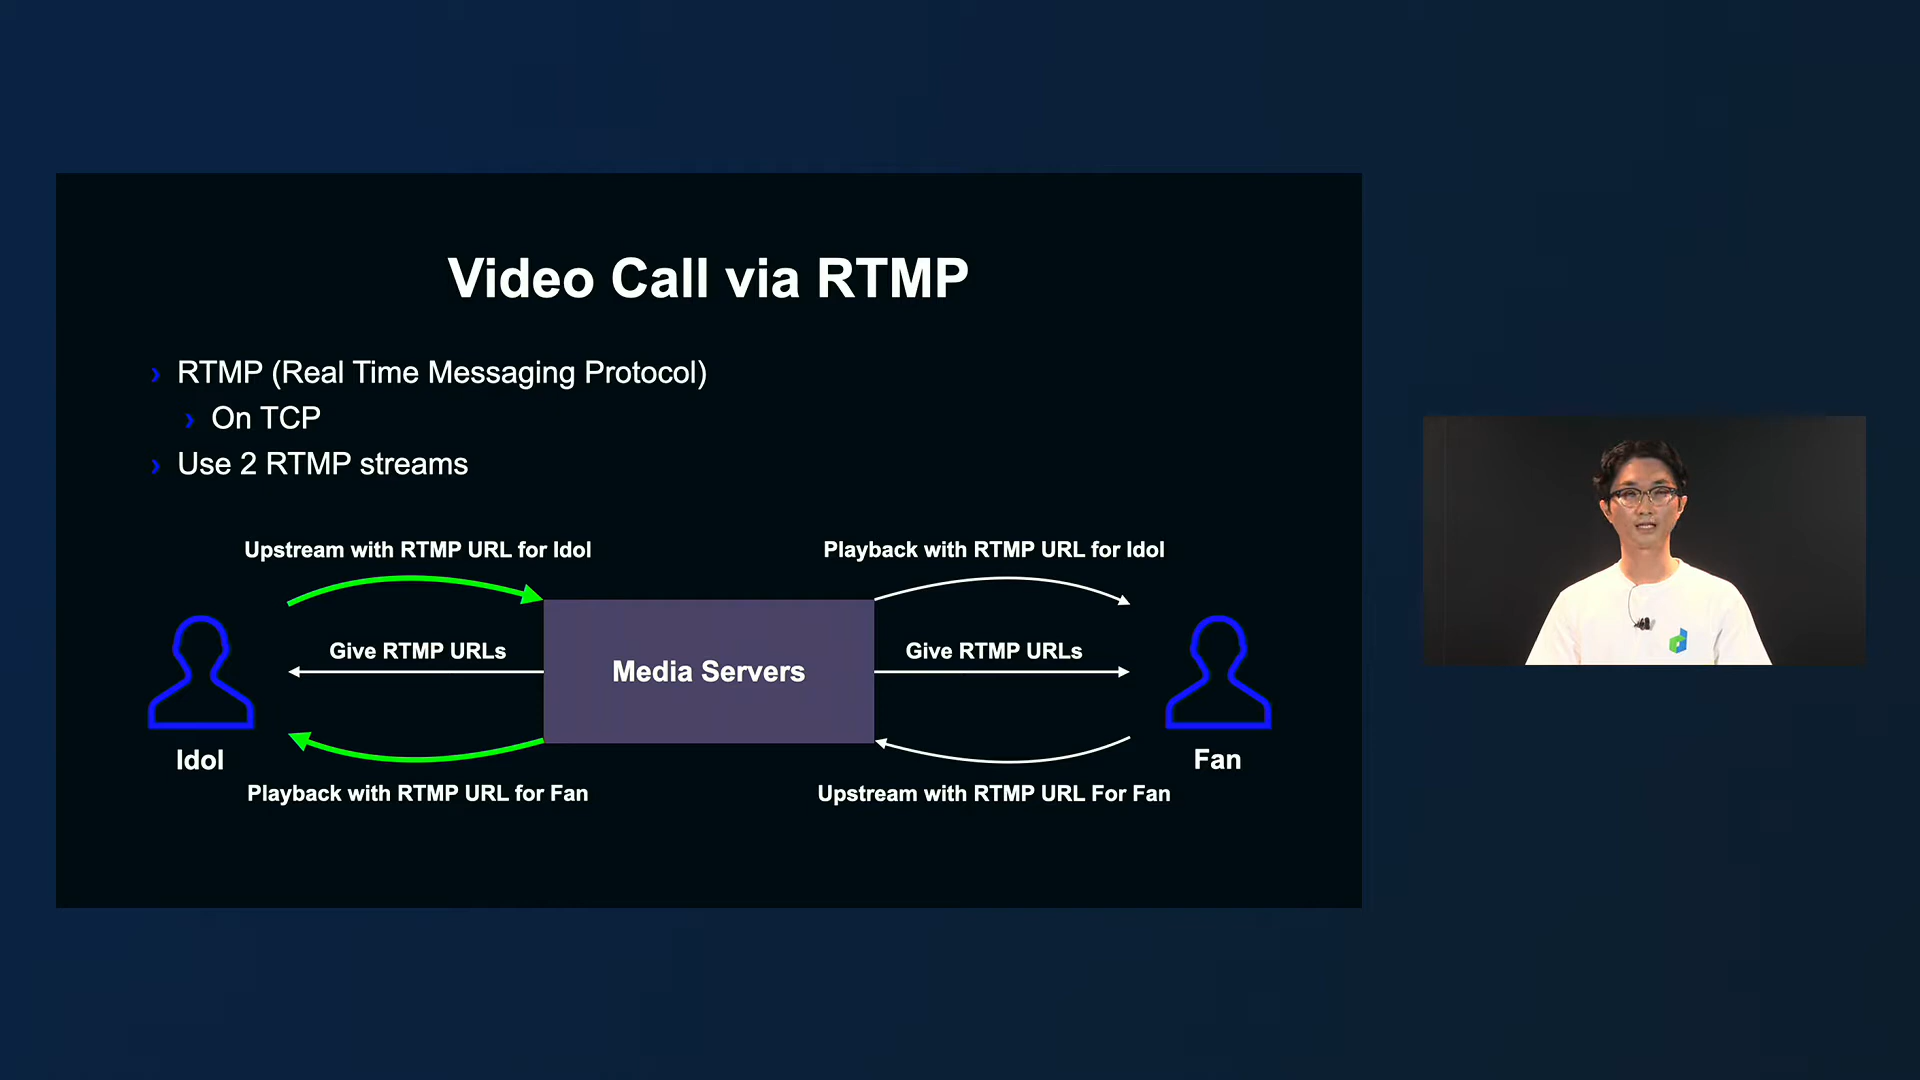 Video Call via RTMP
RTMP (Real Time Messaging Protocol)
On TCP
Use 2 RTMP streams
Upstream with RTMP URL for Idol
Playback with RTMP URL for Idol
Give RTMP URLs
Media Servers
Give RTMP URLs
Idol
Fan
Playback with RTMP URL for Fan
Upstream with RTMP URL For Fan